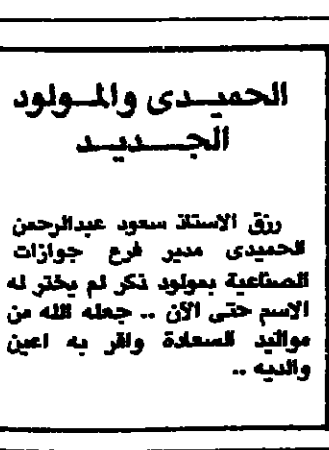 الحميدى والمولود
الجديد
رزق الاستاذ سعود عبدالرحمن
الحميدى مدير فرع جوازات
الصناعية بمولود ذكر لم يختر له
الاسم حتى الآن .. جعله الله من
مواليد السعادة واقر به اعين
والديه ..